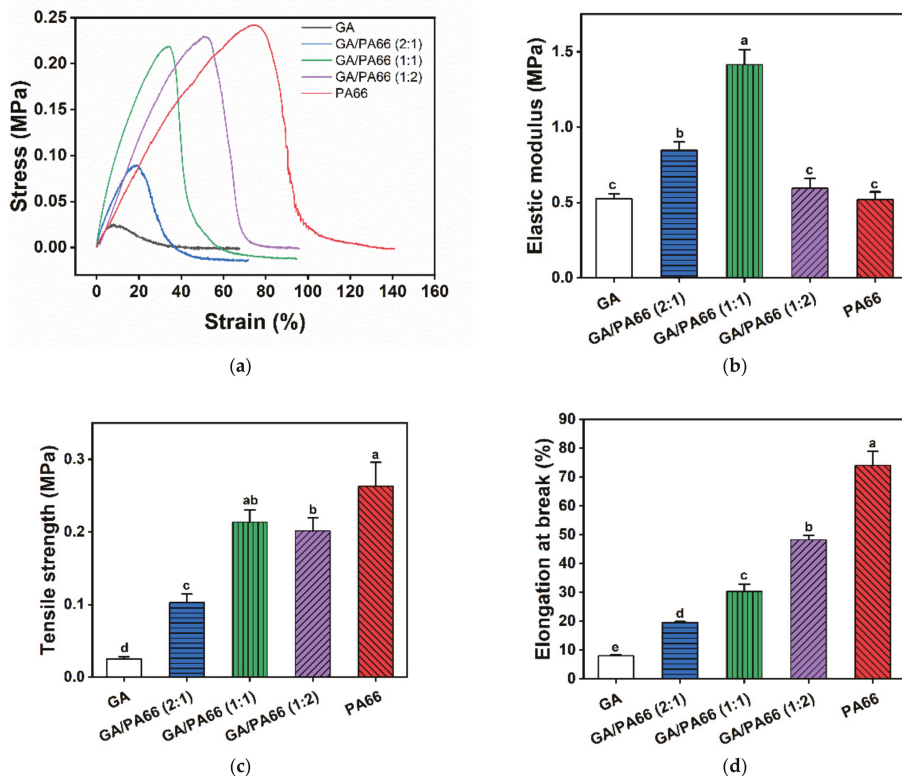 0.25
0.20
0.15
0.10
0.05
0.00
Stress (MPa)
GA
GA/PA66 (2:1)
GA/PA66 (1:1)
GA/PA66 (1:2)
PA66
0 20 40 60 80 100 120 140 160
Strain (%)
(a)
1.5
1.0
0.5
0.0
Elastic modulus (MPa)
c
b
a
c
c
GA
GA/PA66 (2:1)
GA/PA66 (1:1)
GA/PA66 (1:2)
PA66
(b)
0.3
0.2
0.1
0.0
Tensile strength (MPa)
d
c
ab
b
a
GA
GA/PA66 (2:1)
GA/PA66 (1:1)
GA/PA66 (1:2)
PA66
(c)
90
80
70
60
50
40
30
20
10
0
Elongation at break (%)
e
d
c
b
a
GA
GA/PA66 (2:1)
GA/PA66 (1:1)
GA/PA66 (1:2)
PA66
(d)